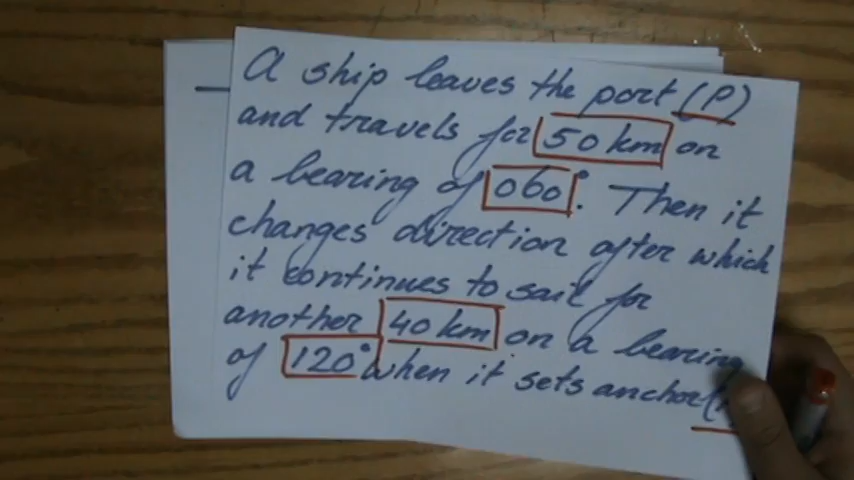 A ship leaves the port (P)
and travels for 50 km on
a bearing of 060°. Then it
changes direction after which
it continues to sail for
another 40 km on a bearing
of 120° when it sets anchor